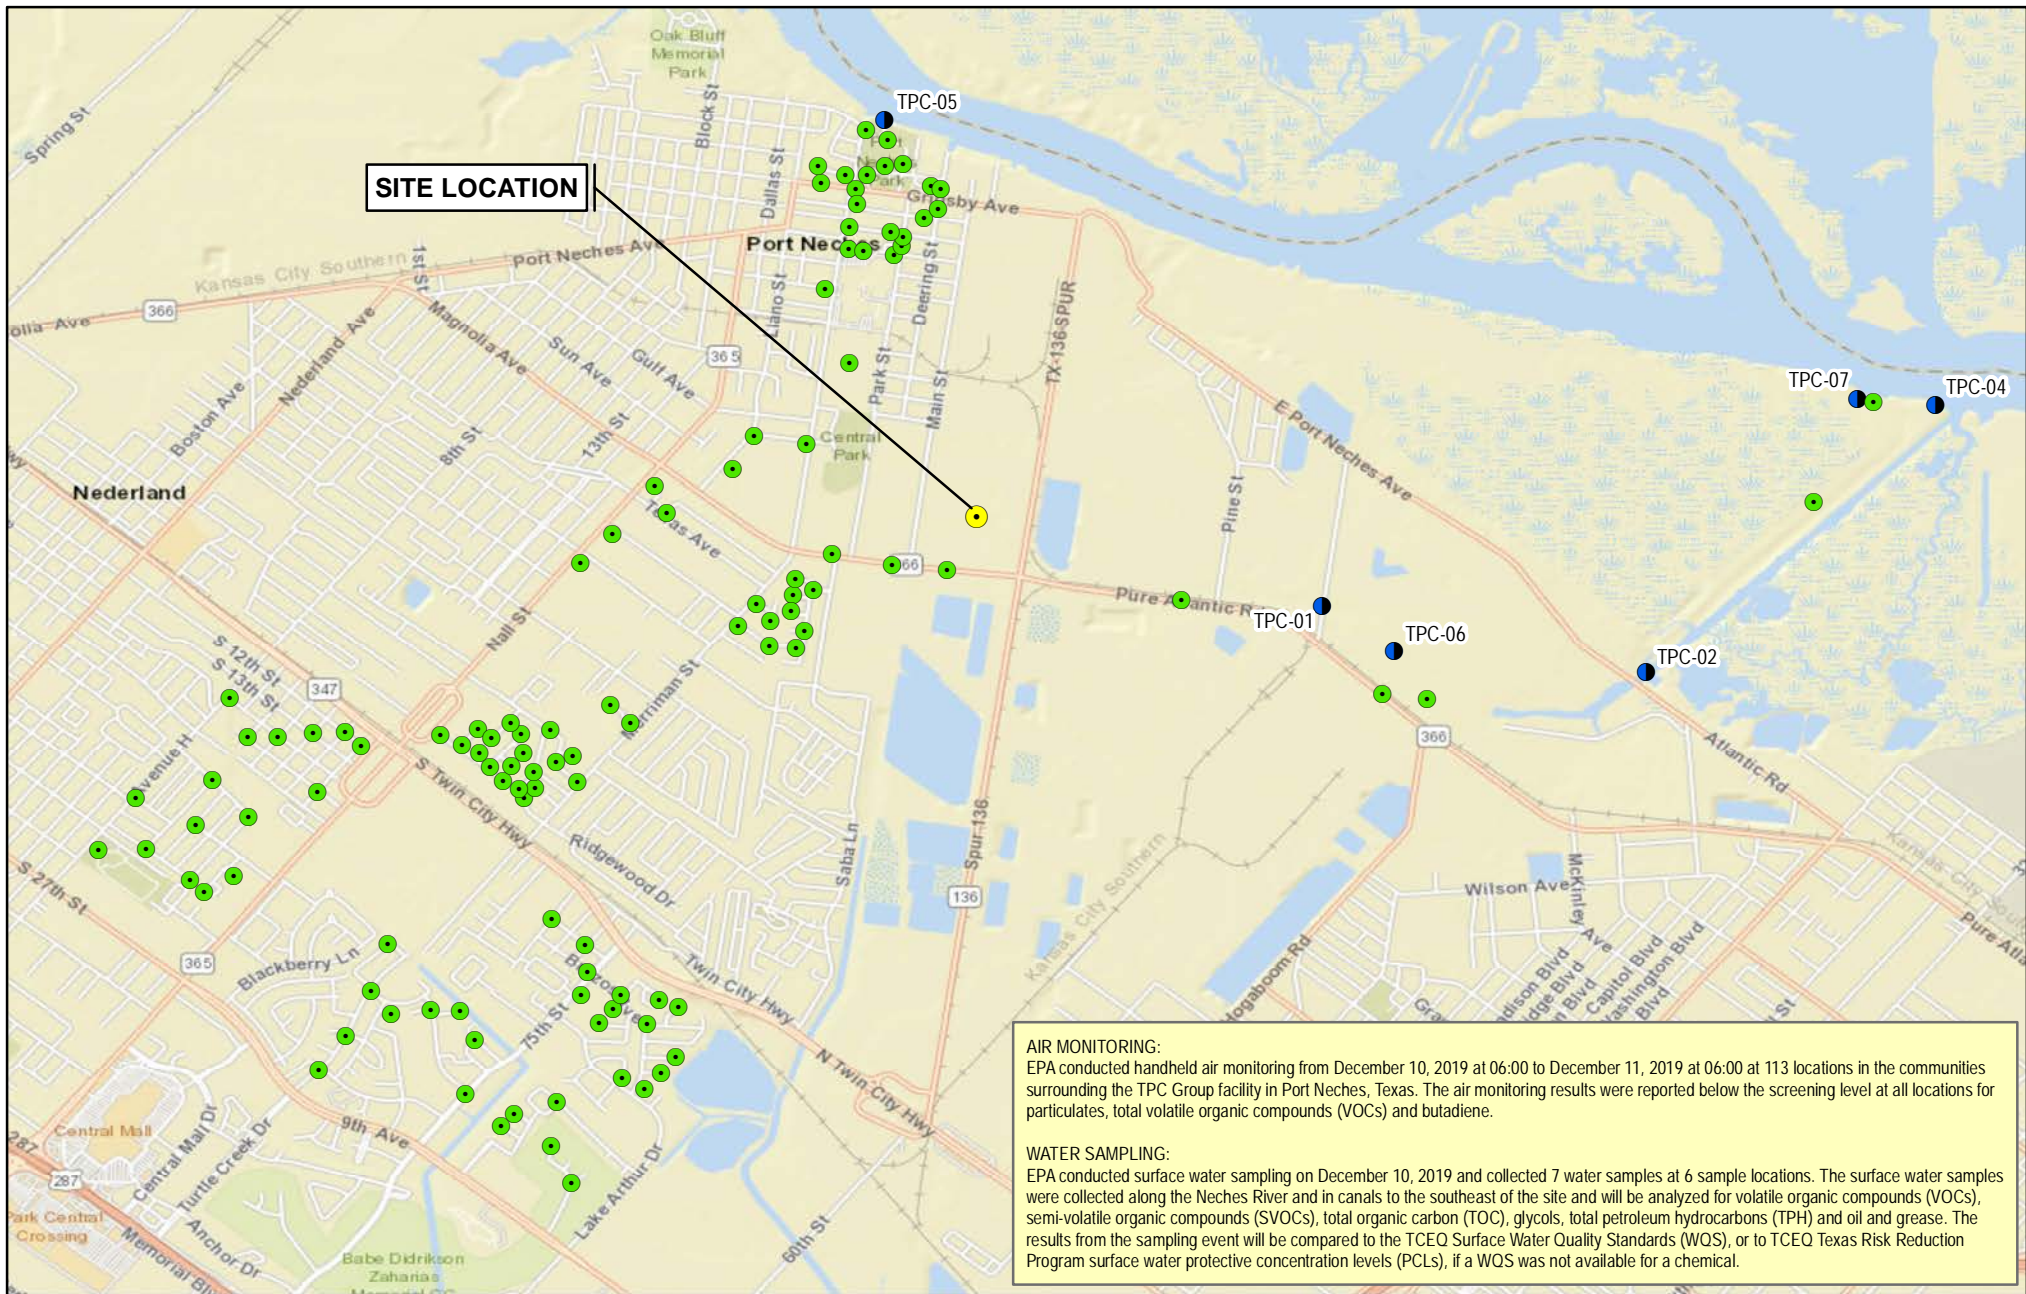 Oak Bluff
Memorial
Park
Spring St
Block St
TPC-05
Port
Neches
Park
SITE LOCATION
Dallas St
Grigsby Ave
Port Neches
1st St
Port Neches Ave
Kansas City Southern
366
Magnolia Ave
Nederland Ave
Llano St
Deering St
TX-136 SPUR
Sun Ave
Gulf Ave
365
Park St
Main St
TPC-07
TPC-04
Boston Ave
8th St
13th St
Central
Park
E Port Neches Ave
Nederland
Pine St
Texas Ave
Pure Atlantic Rd
TPC-01
TPC-06
TPC-02
Nall St
S 12th St
S 13th St
347
Merriman St
366
Avenue H
Atlantic Rd
S Twin City Hwy
Ridgewood Dr
Saba Ln
Spur 136
Kansas City Southern
Kansas City
S 27th St
136
Wilson Ave
McKinley Ave
Pure Atla
365
Blackberry Ln
Brazos Ave
Twin City Hwy
Hogaboom Rd
Capitol Blvd
Washington Blvd
Blvd
75th St
N Twin City Hwy
Central Mall
Central Mall Dr
Turtle Creek Dr
9th Ave
287
287
Park Central
Crossing
Anchor Dr
Lake Arthur Dr
60th St
Babe Didrikson
Zaharias
AIR MONITORING:
EPA conducted handheld air monitoring from December 10, 2019 at 06:00 to December 11, 2019 at 06:00 at 113 locations in the communities
surrounding the TPC Group facility in Port Neches, Texas. The air monitoring results were reported below the screening level at all locations for
particulates, total volatile organic compounds (VOCs) and butadiene.
WATER SAMPLING:
EPA conducted surface water sampling on December 10, 2019 and collected 7 water samples at 6 sample locations. The surface water samples
were collected along the Neches River and in canals to the southeast of the site and will be analyzed for volatile organic compounds (VOCs),
semi-volatile organic compounds (SVOCs), total organic carbon (TOC), glycols, total petroleum hydrocarbons (TPH) and oil and grease. The
results from the sampling event will be compared to the TCEQ Surface Water Quality Standards (WQS), or to TCEQ Texas Risk Reduction
Program surface water protective concentration levels (PCLs), if a WQS was not available for a chemical.